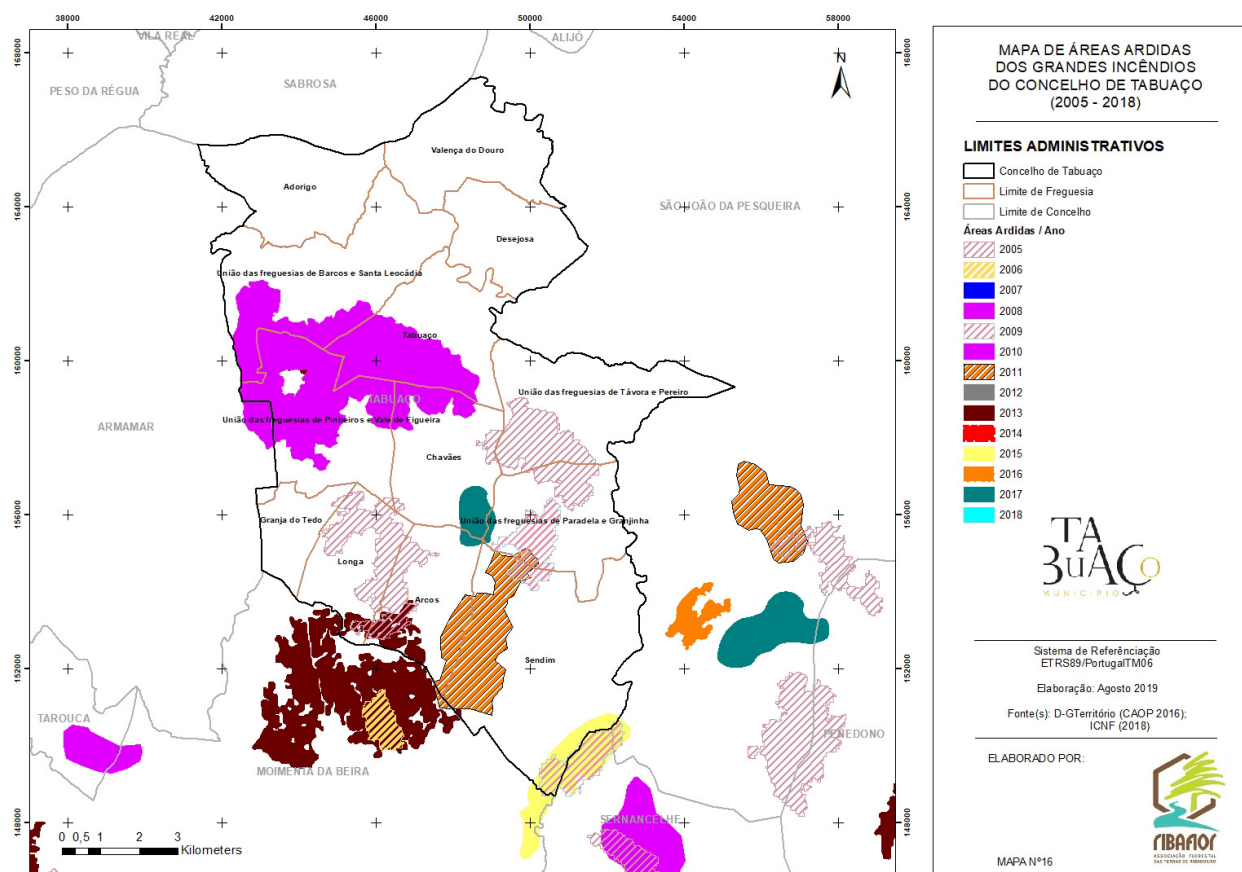 38000 42000 46000 50000 54000 58000
168000
164000
160000
156000
152000
148000
VILA REAL
ALIJÓ
PESO DA RÉGUA
SABROSA
N
Valença do Douro
Adorigo
SÃO JOÃO DA PESQUEIRA
Desejosa
União das freguesias de Barcos e Santa Leocádia
Tabuaço
União das freguesias de Távora e Pereiro
TABUAÇO
União das freguesias de Pinheiros e Vale de Figueira
ARMAMAR
Chavães
Granja do Tedo
União das freguesias de Paradela e Granjinha
Longa
Arcos
Sendim
TAROUCA
PENEDONO
MOIMENTA DA BEIRA
SERNANCELHE
0 0,5 1 2 3
Kilometers
MAPA DE ÁREAS ARDIDAS
DOS GRANDES INCÊNDIOS
DO CONCELHO DE TABUAÇO
(2005 - 2018)
LIMITES ADMINISTRATIVOS
Concelho de Tabuaço
Limite de Freguesia
Limite de Concelho
Áreas Ardidas / Ano
2005
2006
2007
2008
2009
2010
2011
2012
2013
2014
2015
2016
2017
2018
TA
BUAÇO
MUNICÍPIO
Sistema de Referênciação
ETRS89/PortugalTM06
Elaboração: Agosto 2019
Fonte(s): D-GTerritório (CAOP 2016);
ICNF (2018)
ELABORADO POR:
RIBAFLOR
ASSOCIAÇÃO FLORESTAL
DAS TERRAS DE RIBADOURO
MAPA Nº16